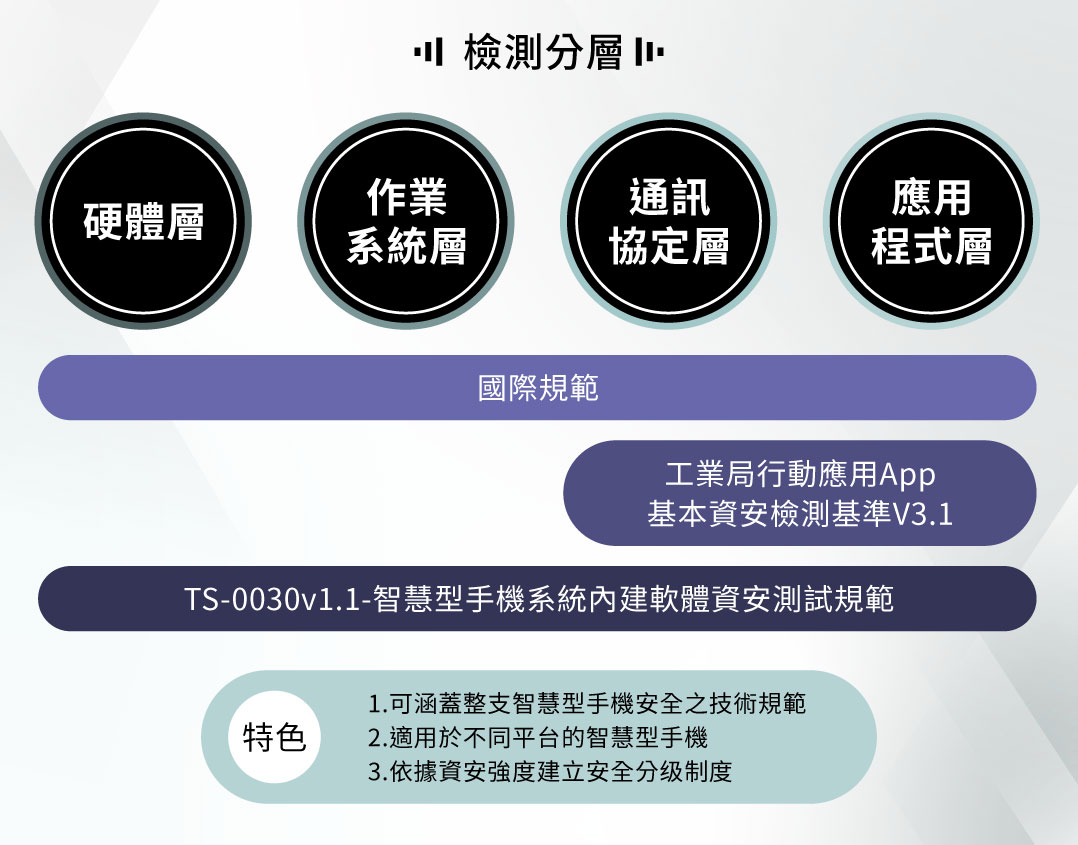 檢測分層
硬體層
作業
系統層
通訊
協定層
應用
程式層
國際規範
工業局行動應用App
基本資安檢測基準V3.1
TS-0030v1.1-智慧型手機系統內建軟體資安測試規範
特色
1.可涵蓋整支智慧型手機安全之技術規範
2.適用於不同平台的智慧型手機
3.依據資安強度建立安全分级制度